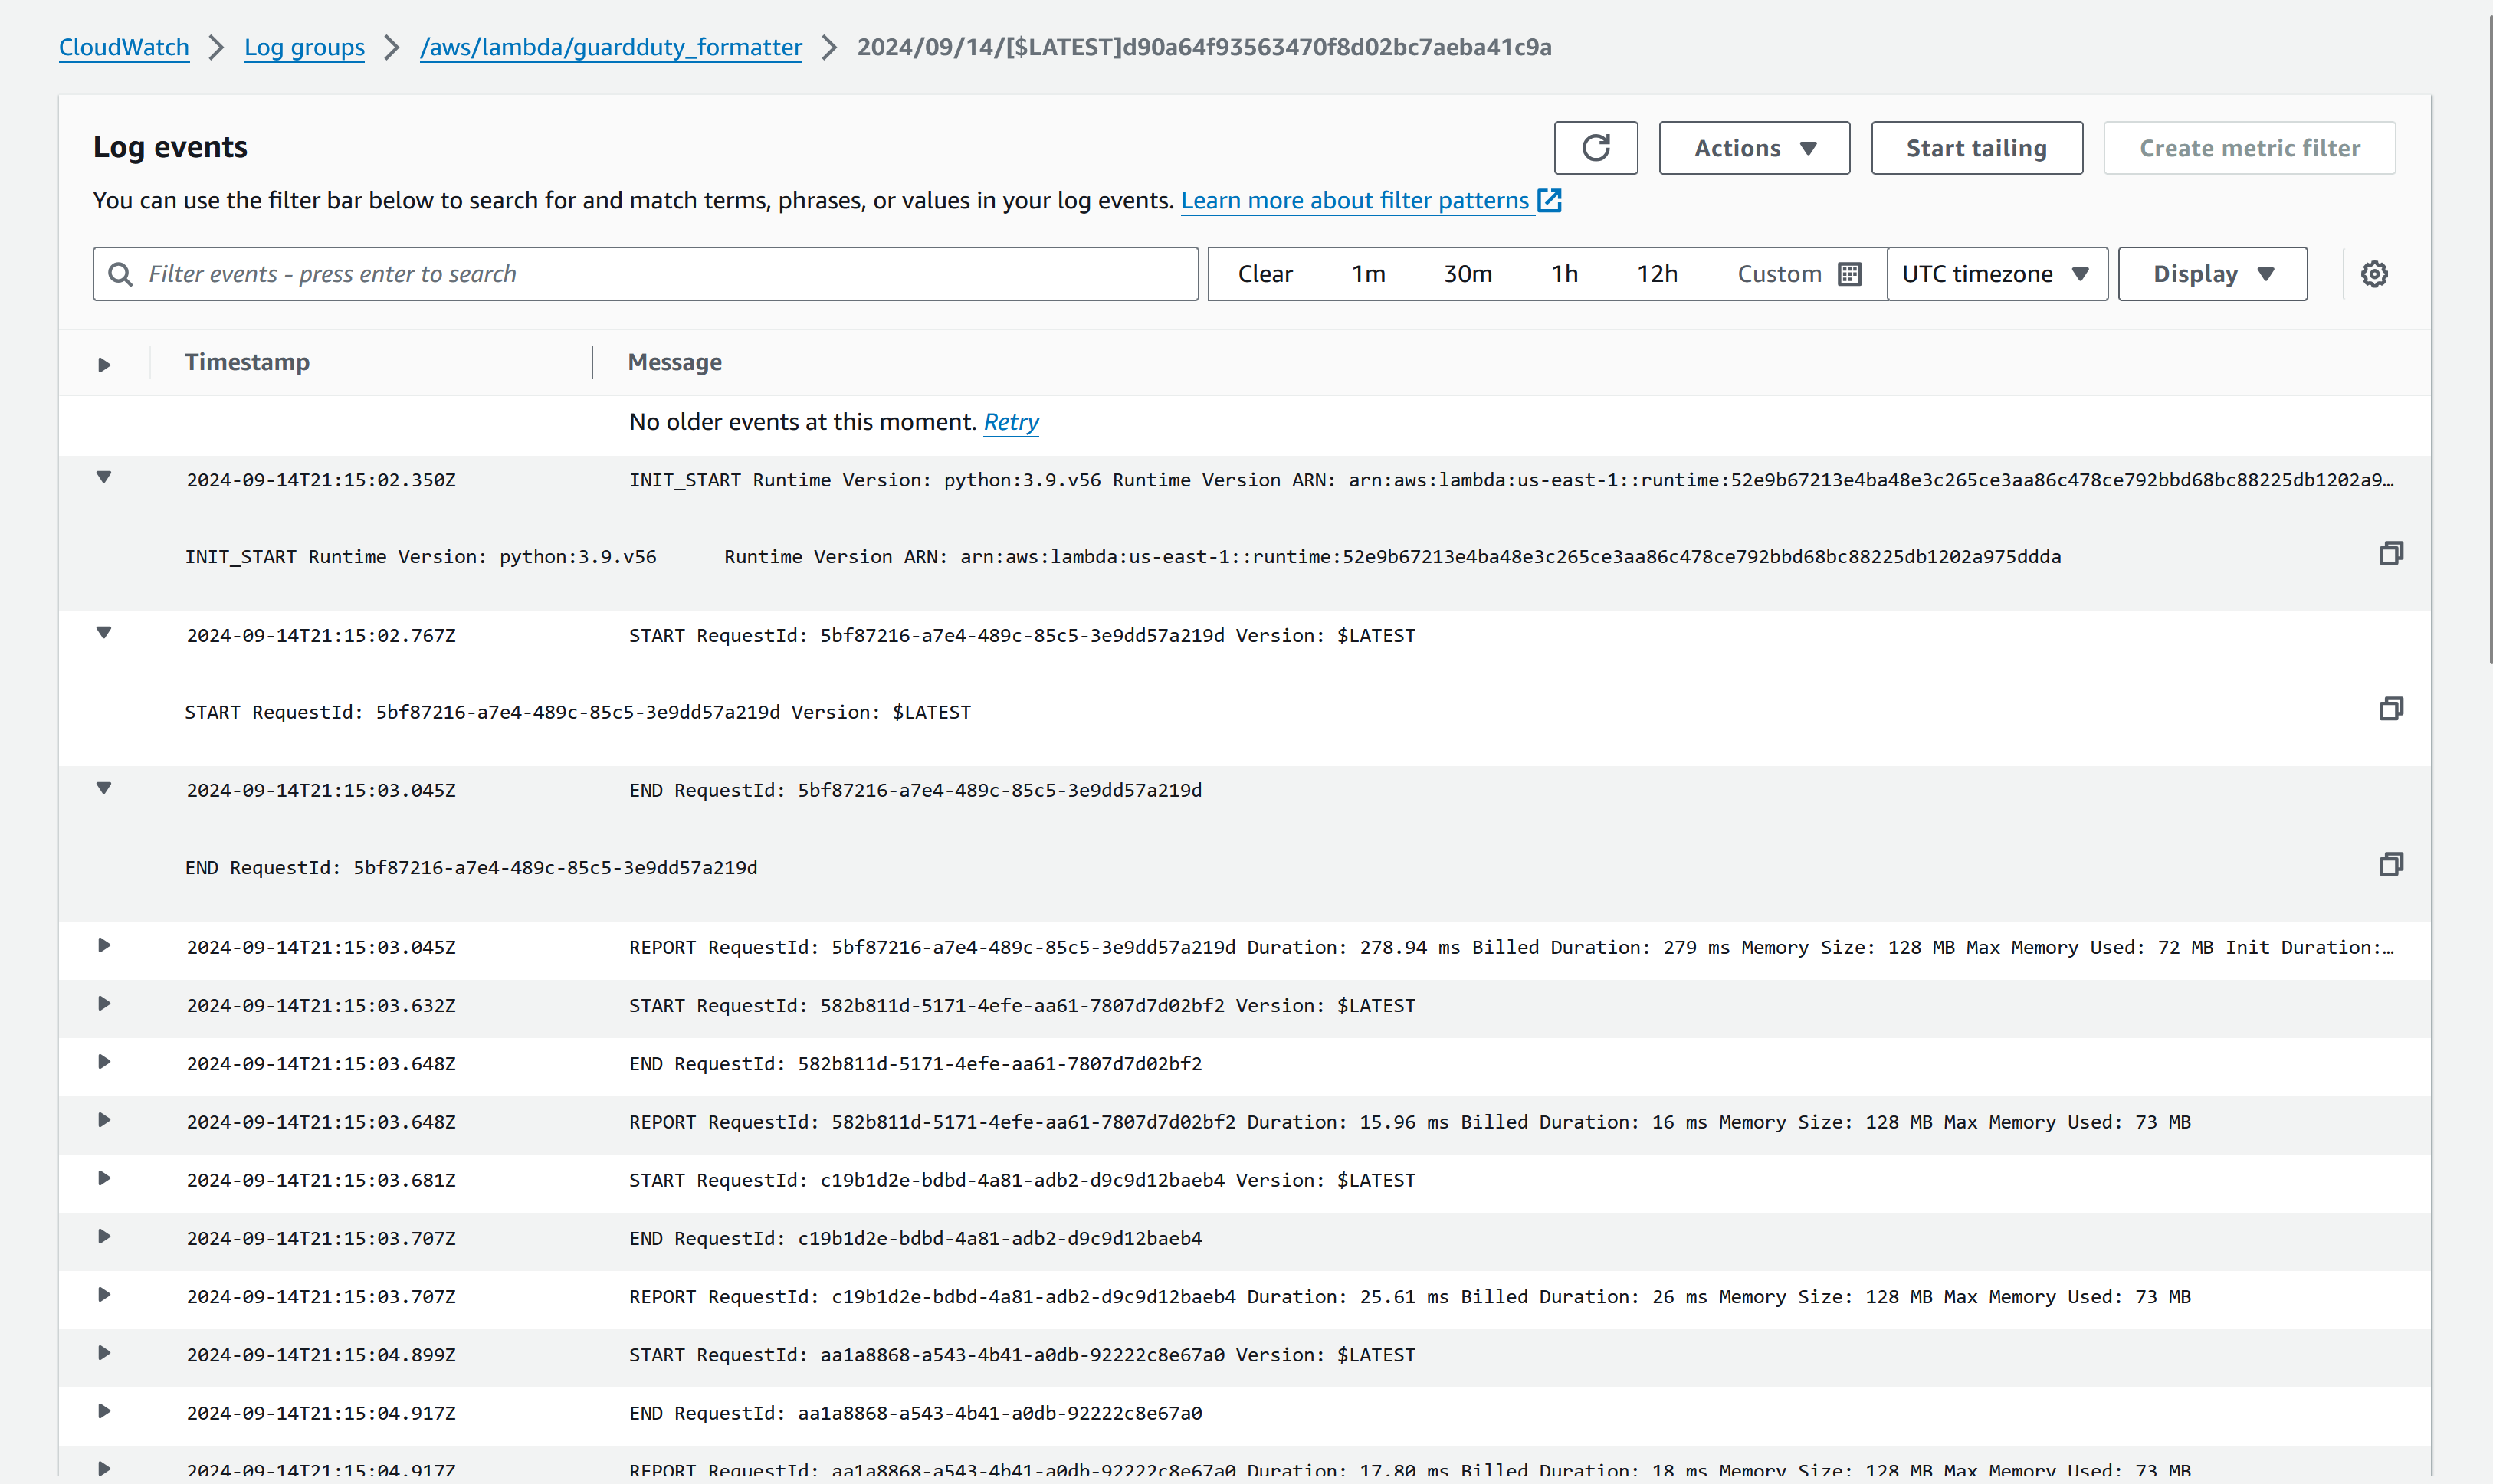 CloudWatch > Log groups > /aws/lambda/guardduty_formatter > 2024/09/14/[$LATEST]d90a64f93563470f8d02bc7aeba41c9a
Log events
Actions
Start tailing
Create metric filter
You can use the filter bar below to search for and match terms, phrases, or values in your log events. Learn more about filter patterns
Filter events - press enter to search
Clear 1m 30m 1h 12h Custom UTC timezone Display
Timestamp Message
No older events at this moment. Retry
2024-09-14T21:15:02.350Z INIT_START Runtime Version: python:3.9.v56 Runtime Version ARN: arn:aws:lambda:us-east-1::runtime:52e9b67213e4ba48e3c265ce3aa86c478ce792bbd68bc88225db1202a9…
INIT_START Runtime Version: python:3.9.v56 Runtime Version ARN: arn:aws:lambda:us-east-1::runtime:52e9b67213e4ba48e3c265ce3aa86c478ce792bbd68bc88225db1202a975ddda
2024-09-14T21:15:02.767Z START RequestId: 5bf87216-a7e4-489c-85c5-3e9dd57a219d Version: $LATEST
START RequestId: 5bf87216-a7e4-489c-85c5-3e9dd57a219d Version: $LATEST
2024-09-14T21:15:03.045Z END RequestId: 5bf87216-a7e4-489c-85c5-3e9dd57a219d
END RequestId: 5bf87216-a7e4-489c-85c5-3e9dd57a219d
2024-09-14T21:15:03.045Z REPORT RequestId: 5bf87216-a7e4-489c-85c5-3e9dd57a219d Duration: 278.94 ms Billed Duration: 279 ms Memory Size: 128 MB Max Memory Used: 72 MB Init Duration:…
2024-09-14T21:15:03.632Z START RequestId: 582b811d-5171-4efe-aa61-7807d7d02bf2 Version: $LATEST
2024-09-14T21:15:03.648Z END RequestId: 582b811d-5171-4efe-aa61-7807d7d02bf2
2024-09-14T21:15:03.648Z REPORT RequestId: 582b811d-5171-4efe-aa61-7807d7d02bf2 Duration: 15.96 ms Billed Duration: 16 ms Memory Size: 128 MB Max Memory Used: 73 MB
2024-09-14T21:15:03.681Z START RequestId: c19b1d2e-bdbd-4a81-adb2-d9c9d12baeb4 Version: $LATEST
2024-09-14T21:15:03.707Z END RequestId: c19b1d2e-bdbd-4a81-adb2-d9c9d12baeb4
2024-09-14T21:15:03.707Z REPORT RequestId: c19b1d2e-bdbd-4a81-adb2-d9c9d12baeb4 Duration: 25.61 ms Billed Duration: 26 ms Memory Size: 128 MB Max Memory Used: 73 MB
2024-09-14T21:15:04.899Z START RequestId: aa1a8868-a543-4b41-a0db-92222c8e67a0 Version: $LATEST
2024-09-14T21:15:04.917Z END RequestId: aa1a8868-a543-4b41-a0db-92222c8e67a0
2024-09-14T21:15:04.917Z REPORT RequestId: aa1a8868-a543-4b41-a0db-92222c8e67a0 Duration: 17.80 ms Billed Duration: 18 ms Memory Size: 128 MB Max Memory Used: 73 MB